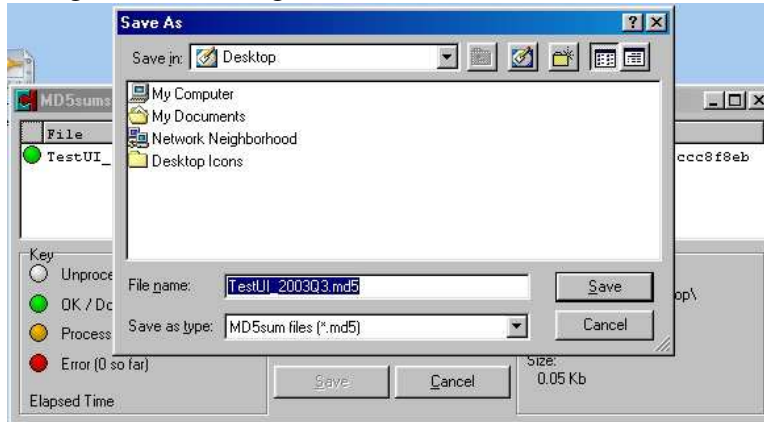 Save As
Save in: Desktop
My Computer
My Documents
Network Neighborhood
Desktop Icons
File name: TestUI_2003Q3.md5 Save
Save as type: MD5sum files (*.md5) Cancel
MD5sums
File
TestUI_ ccc8f8eb
Key
Unproce
OK / Do
Process op\
Error (0 so far) Size:
Save Cancel 0.05 Kb
Elapsed Time